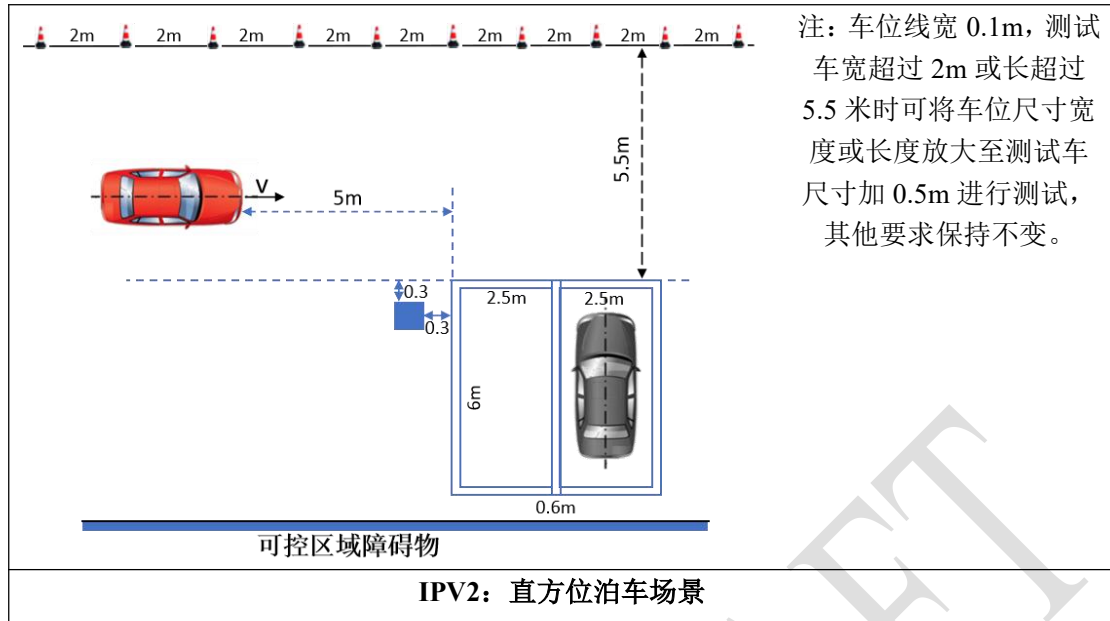 2m 2m 2m 2m 2m 2m 2m 2m
注：车位线宽 0.1m，测试
车宽超过 2m 或长超过
5.5 米时可将车位尺寸宽
度或长度放大至测试车
尺寸加 0.5m 进行测试，
其他要求保持不变。
5.5m
V
5m
0.3
0.3
2.5m 2.5m
6m
0.6m
可控区域障碍物
IPV2：直方位泊车场景
FT